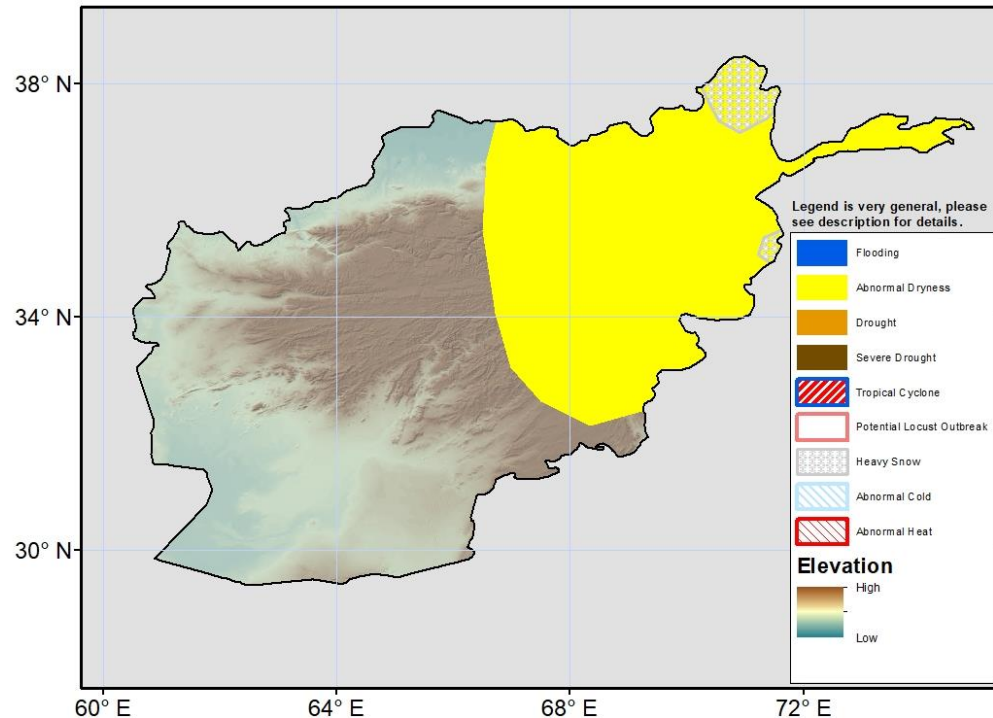 38° N
34° N
30° N
60° E
64° E
68° E
72° E
Legend is very general, please
see description for details.
Flooding
Abnormal Dryness
Drought
Severe Drought
Tropical Cyclone
Potential Locust Outbreak
Heavy Snow
Abnormal Cold
Abnormal Heat
Elevation
High
Low